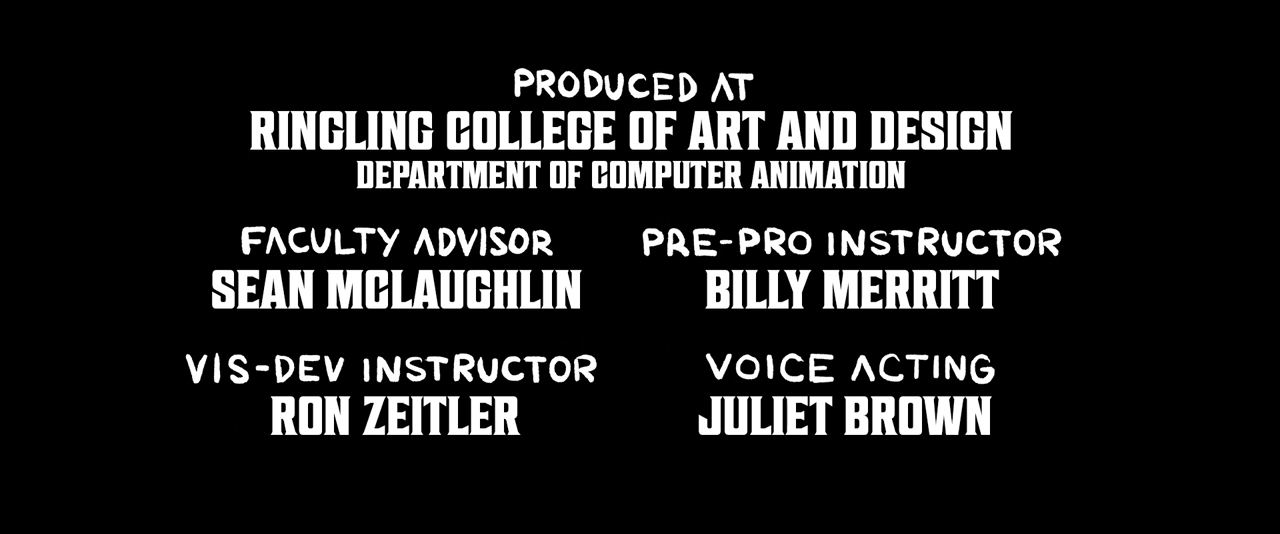 PRODUCED AT
RINGLING COLLEGE OF ART AND DESIGN
DEPARTMENT OF COMPUTER ANIMATION
FACULTY ADVISOR
SEAN MCLAUGHLIN
PRE-PRO INSTRUCTOR
BILLY MERRITT
VIS-DEV INSTRUCTOR
RON ZEITLER
VOICE ACTING
JULIET BROWN